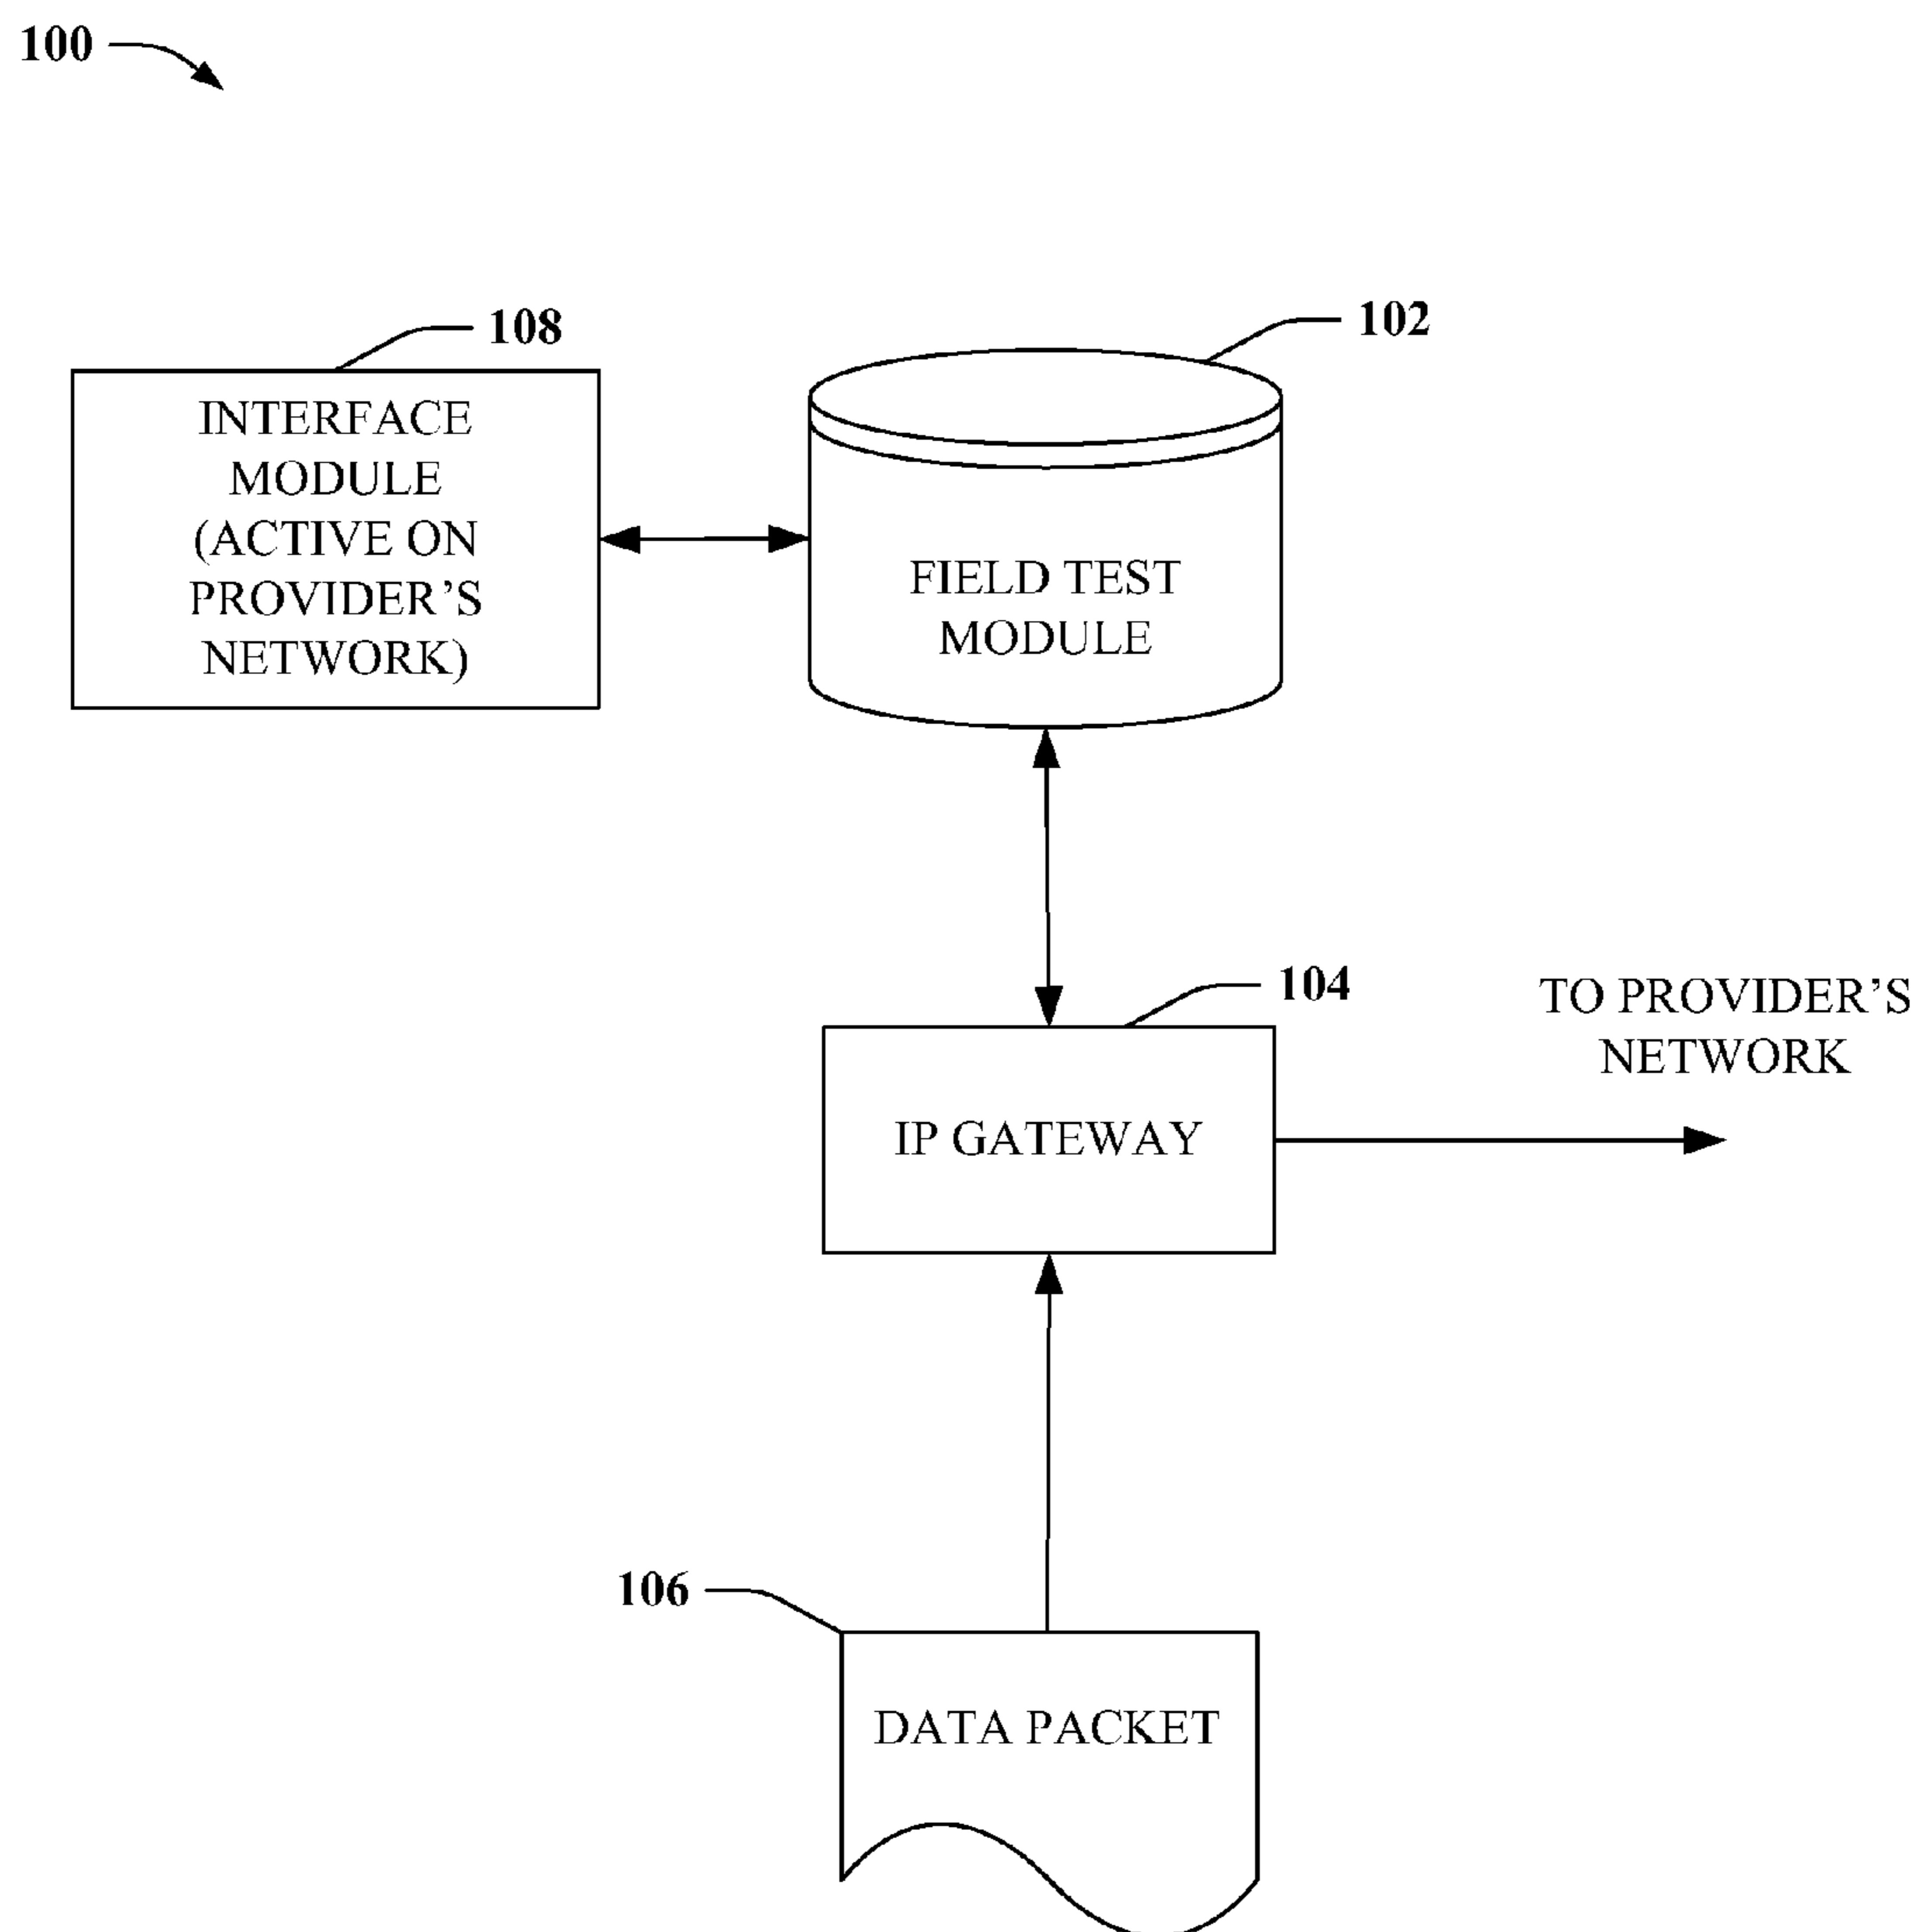 100
108
102
INTERFACE
MODULE
(ACTIVE ON
PROVIDER'S
NETWORK)
FIELD TEST
MODULE
104
TO PROVIDER'S
NETWORK
IP GATEWAY
106
DATA PACKET